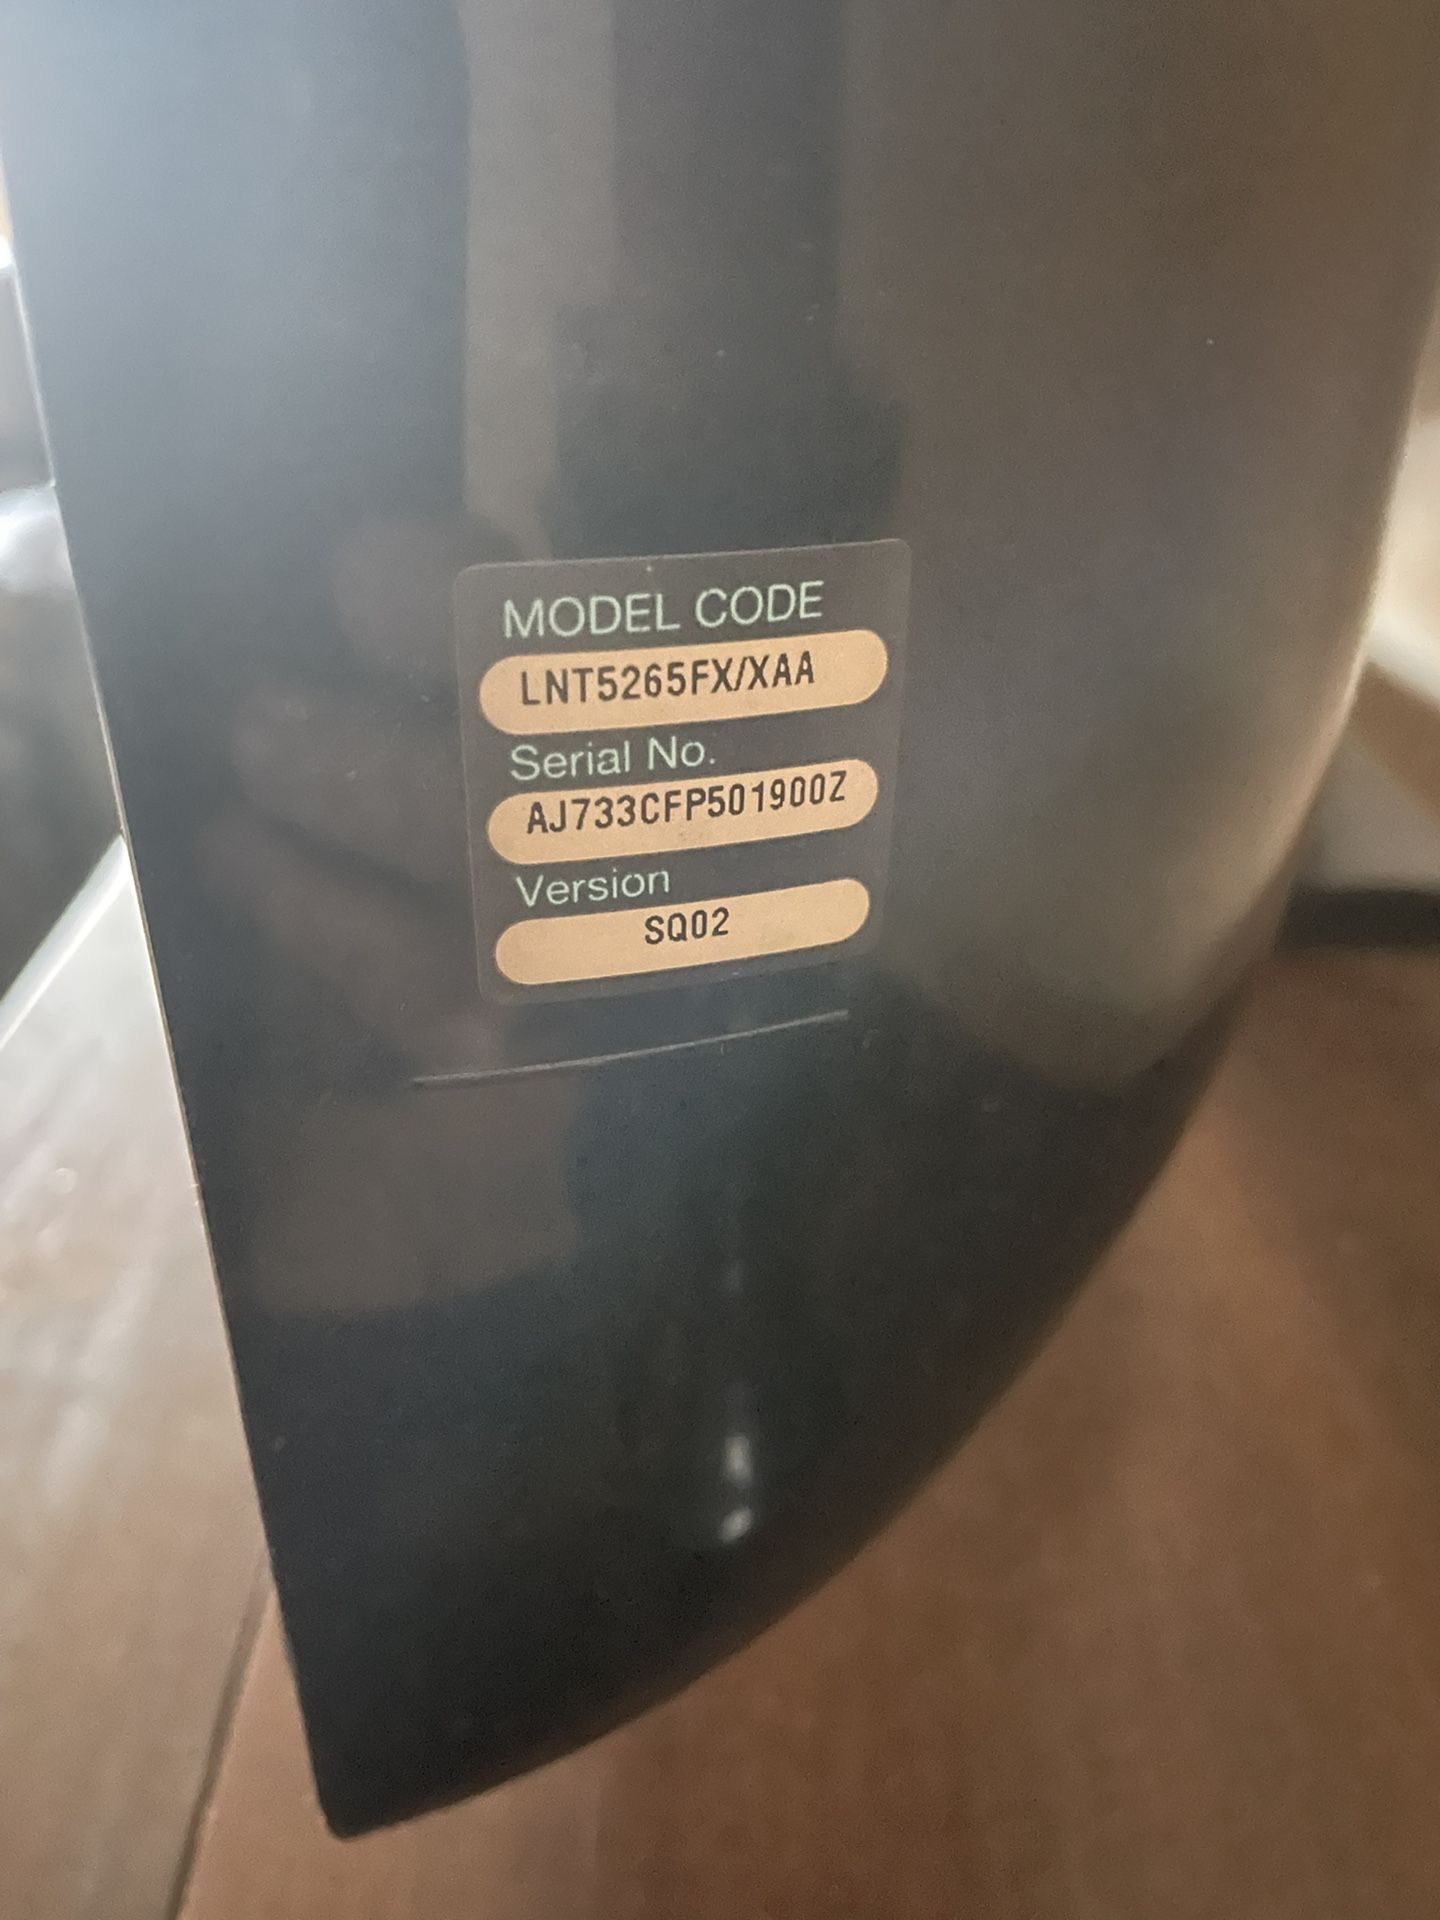 MODEL CODE
LNT5265FX/XAA
Serial No.
AJ733CFP501900Z
Version
SQ02